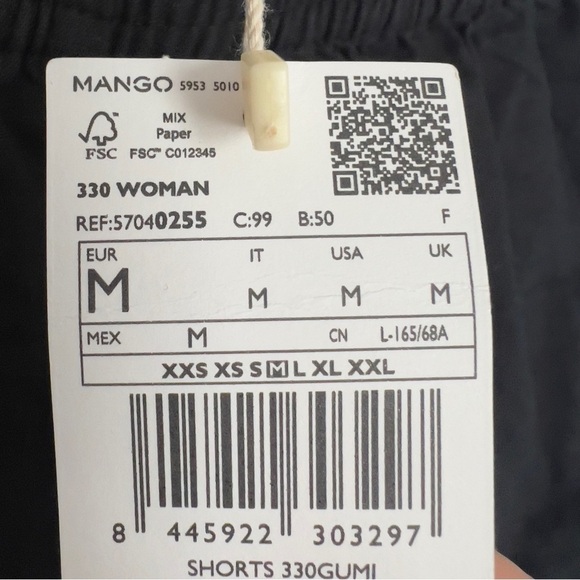 MANGO 5953 5010
MIX
Paper
FSC FSC™ C012345
330 WOMAN
REF:57040255 C:99 B:50 F
EUR IT USA UK
M M M M
MEX M CN L-165/68A
XXS XS S M L XL XXL
8 445922 303297
SHORTS 330GUMI